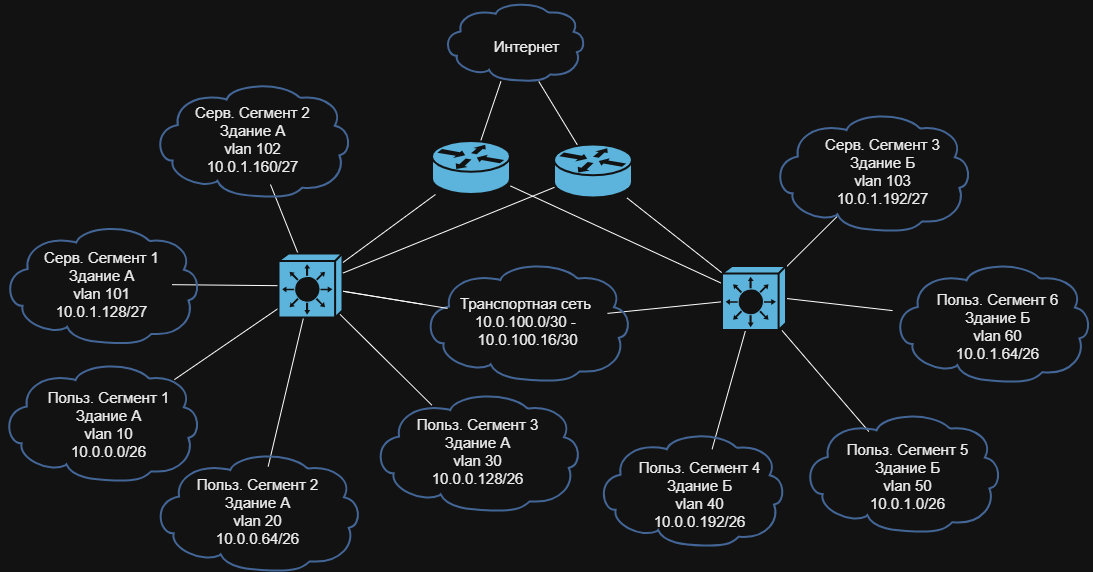 Интернет
Серв. Сегмент 2
Здание А
vlan 102
10.0.1.160/27
Серв. Сегмент 3
Здание Б
vlan 103
10.0.1.192/27
Серв. Сегмент 1
Здание А
vlan 101
10.0.1.128/27
Транспортная сеть
10.0.100.0/30 -
10.0.100.16/30
Польз. Сегмент 6
Здание Б
vlan 60
10.0.1.64/26
Польз. Сегмент 1
Здание А
vlan 10
10.0.0.0/26
Польз. Сегмент 3
Здание А
vlan 30
10.0.0.128/26
Польз. Сегмент 5
Здание Б
vlan 50
10.0.1.0/26
Польз. Сегмент 2
Здание А
vlan 20
10.0.0.64/26
Польз. Сегмент 4
Здание Б
vlan 40
10.0.0.192/26